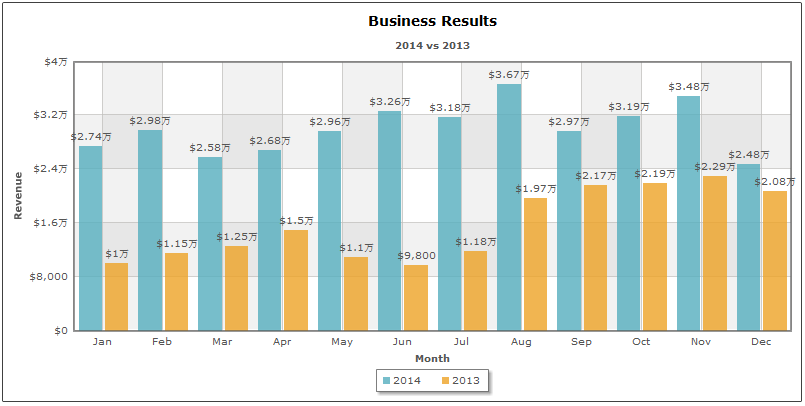 Business Results
2014 vs 2013
Revenue
$4万
$3.2万
$2.4万
$1.6万
$8,000
$0
$2.74万
$2.98万
$2.58万
$2.68万
$2.96万
$3.26万
$3.18万
$3.67万
$2.97万
$3.19万
$3.48万
$2.48万
$1万
$1.15万
$1.25万
$1.5万
$1.1万
$9,800
$1.18万
$1.97万
$2.17万
$2.19万
$2.29万
$2.08万
Jan Feb Mar Apr May Jun Jul Aug Sep Oct Nov Dec
Month
2014 2013